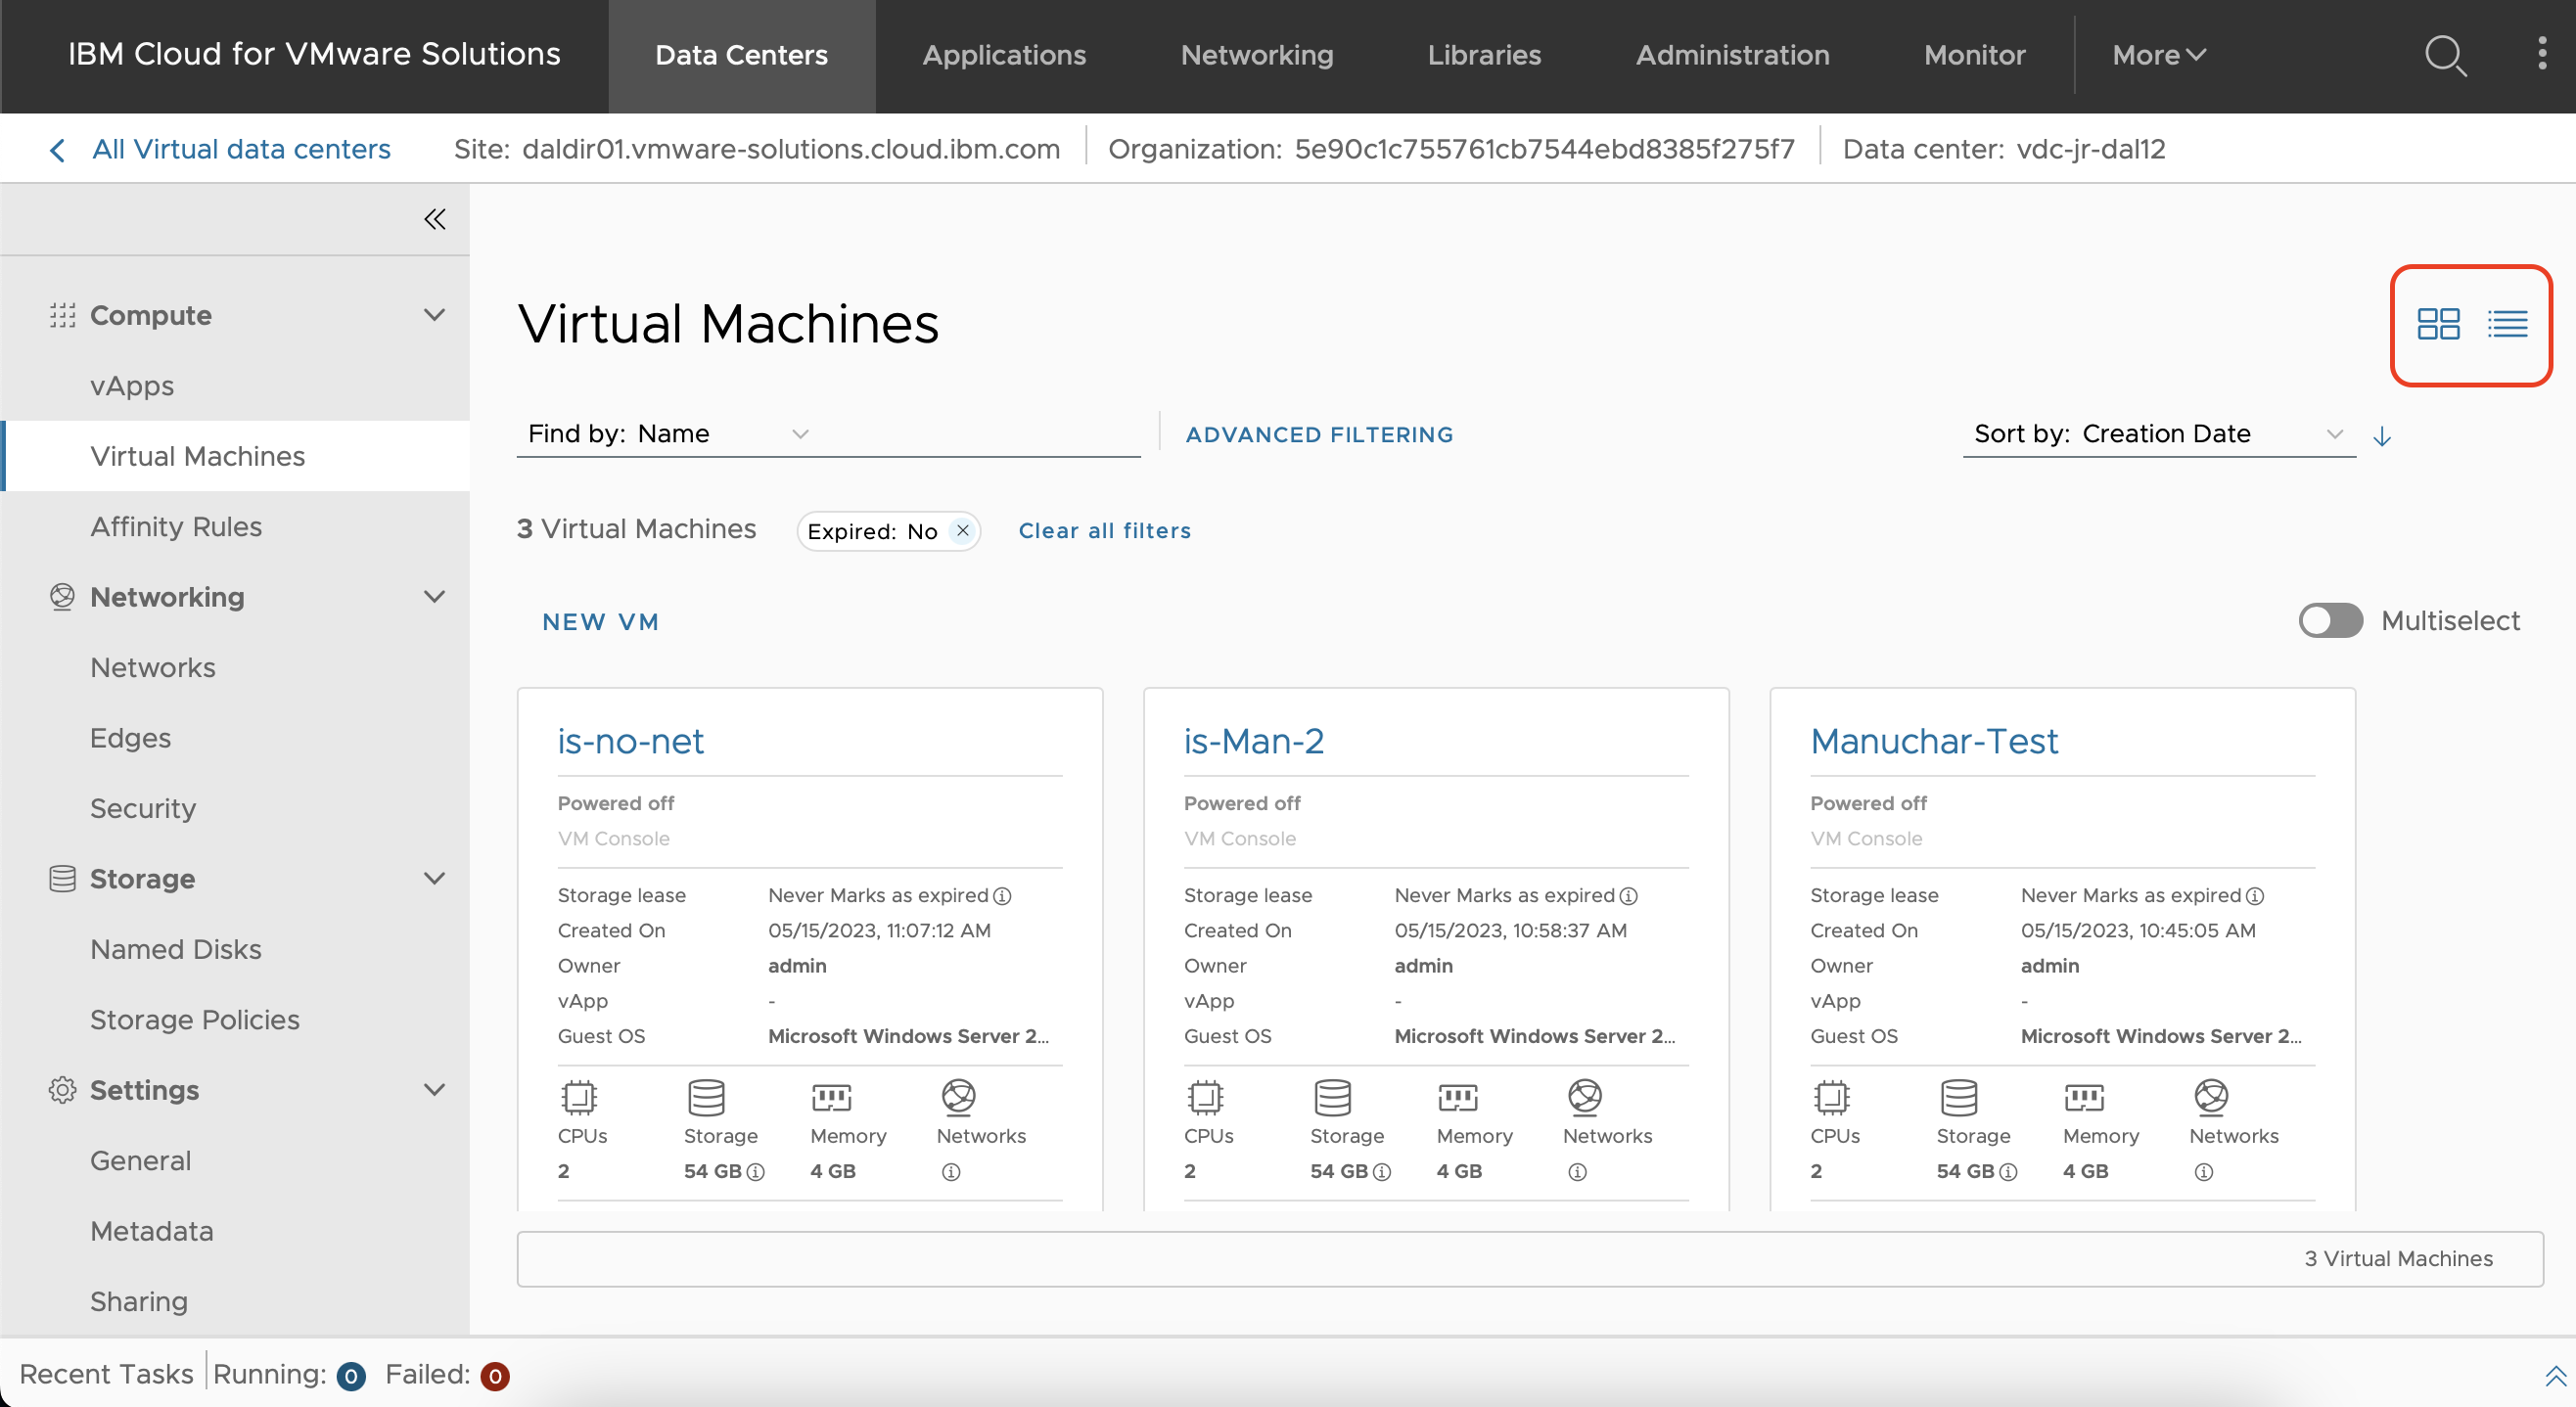 IBM Cloud for VMware Solutions Data Centers Applications Networking Libraries Administration Monitor More
All Virtual data centers Site: daldir01.vmware-solutions.cloud.ibm.com Organization: 5e90c1c755761cb7544ebd8385f275f7 Data center: vdc-jr-dal12
Compute
vApps
Virtual Machines
Affinity Rules
Networking
Networks
Edges
Security
Storage
Named Disks
Storage Policies
Settings
General
Metadata
Sharing
Virtual Machines
Find by: Name ADVANCED FILTERING Sort by: Creation Date
3 Virtual Machines Expired: No Clear all filters
NEW VM Multiselect
is-no-net
Powered off
VM Console
Storage lease Never Marks as expired
Created On 05/15/2023, 11:07:12 AM
Owner admin
vApp -
Guest OS Microsoft Windows Server 2...
CPUs Storage Memory Networks
2 54 GB 4 GB
is-Man-2
Powered off
VM Console
Storage lease Never Marks as expired
Created On 05/15/2023, 10:58:37 AM
Owner admin
vApp -
Guest OS Microsoft Windows Server 2...
CPUs Storage Memory Networks
2 54 GB 4 GB
Manuchar-Test
Powered off
VM Console
Storage lease Never Marks as expired
Created On 05/15/2023, 10:45:05 AM
Owner admin
vApp -
Guest OS Microsoft Windows Server 2...
CPUs Storage Memory Networks
2 54 GB 4 GB
3 Virtual Machines
Recent Tasks Running: 0 Failed: 0